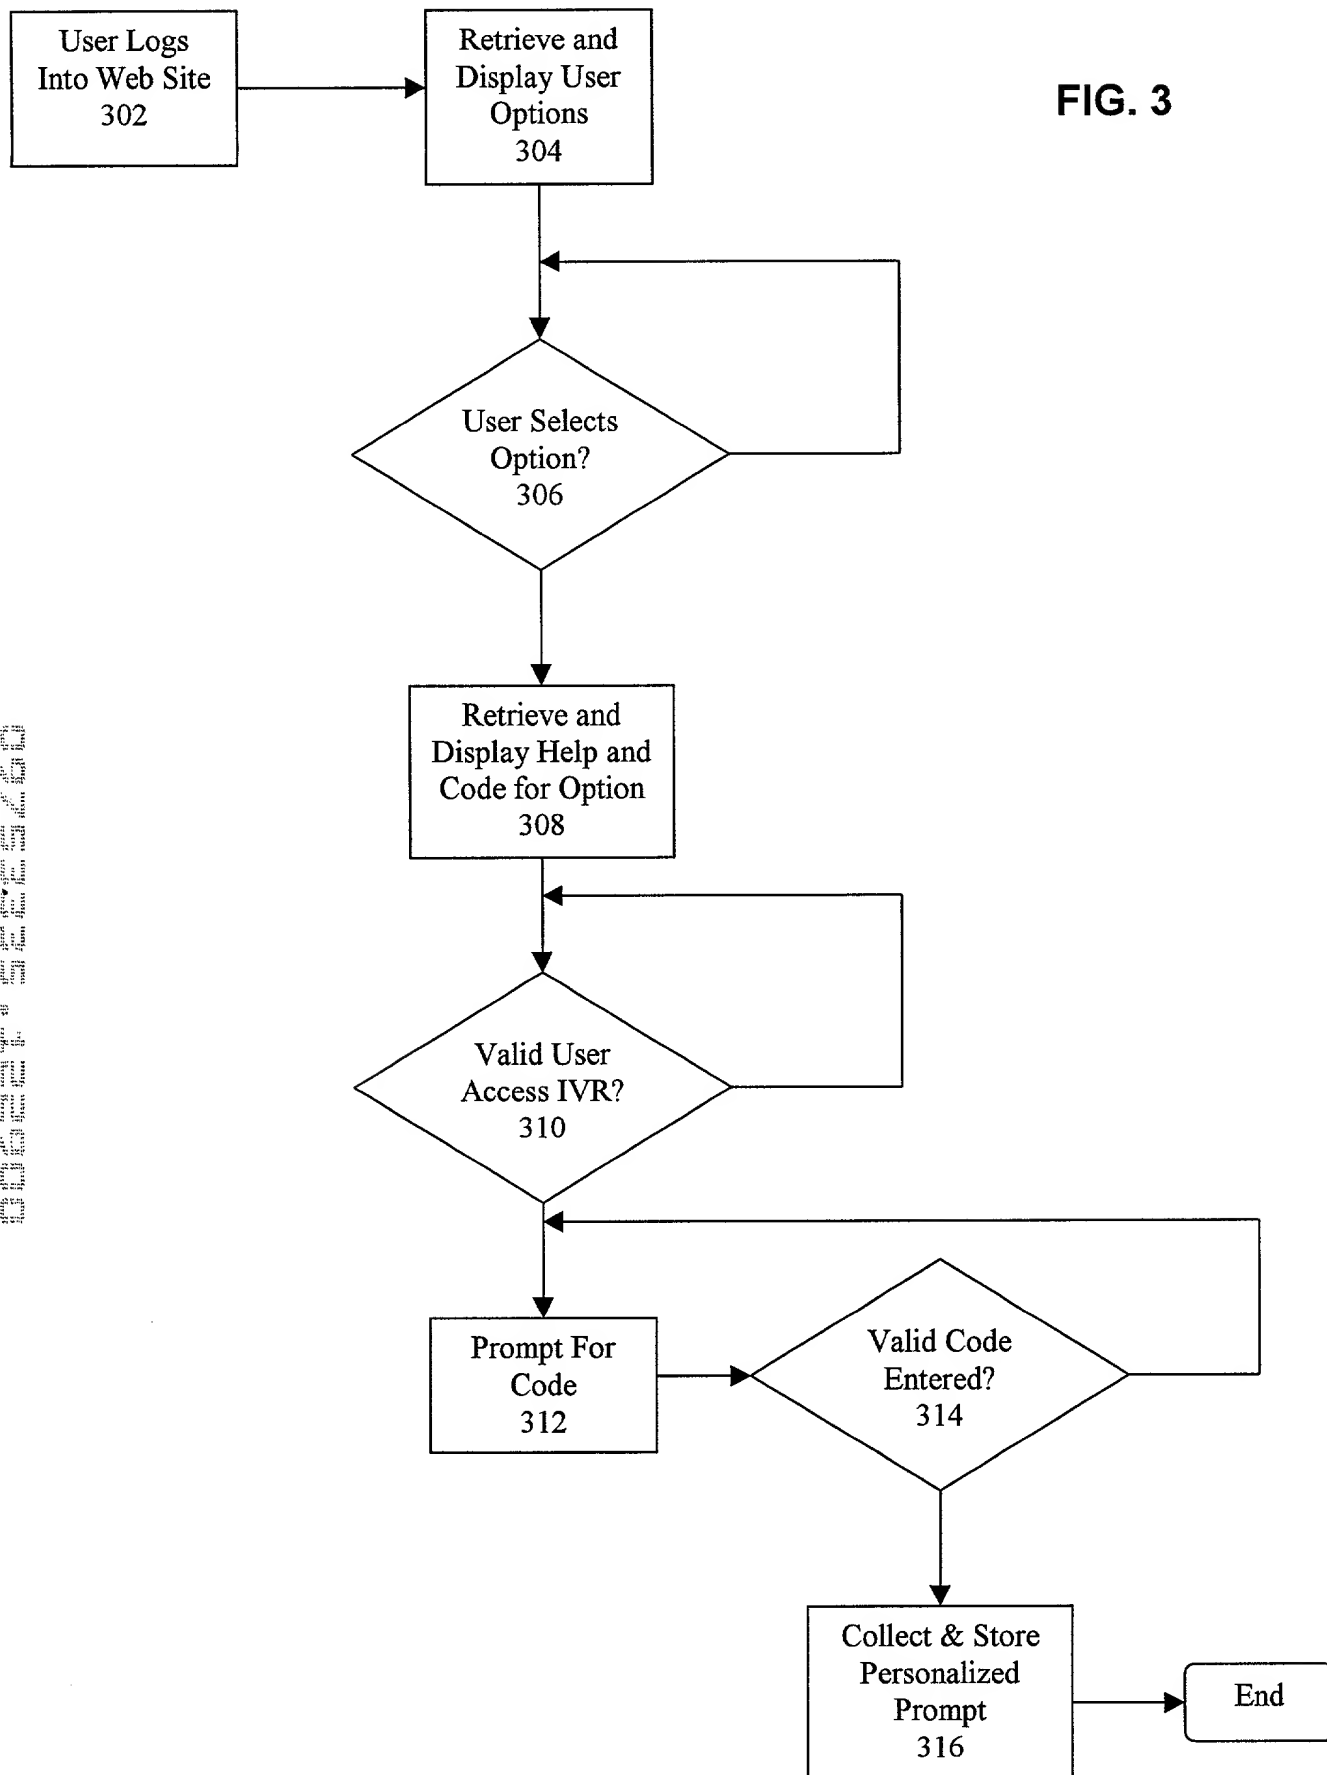 User Logs
Into Web Site
302
Retrieve and
Display User
Options
304
FIG. 3
User Selects
Option?
306
Retrieve and
Display Help and
Code for Option
308
Valid User
Access IVR?
310
Prompt For
Code
312
Valid Code
Entered?
314
Collect & Store
Personalized
Prompt
316
End